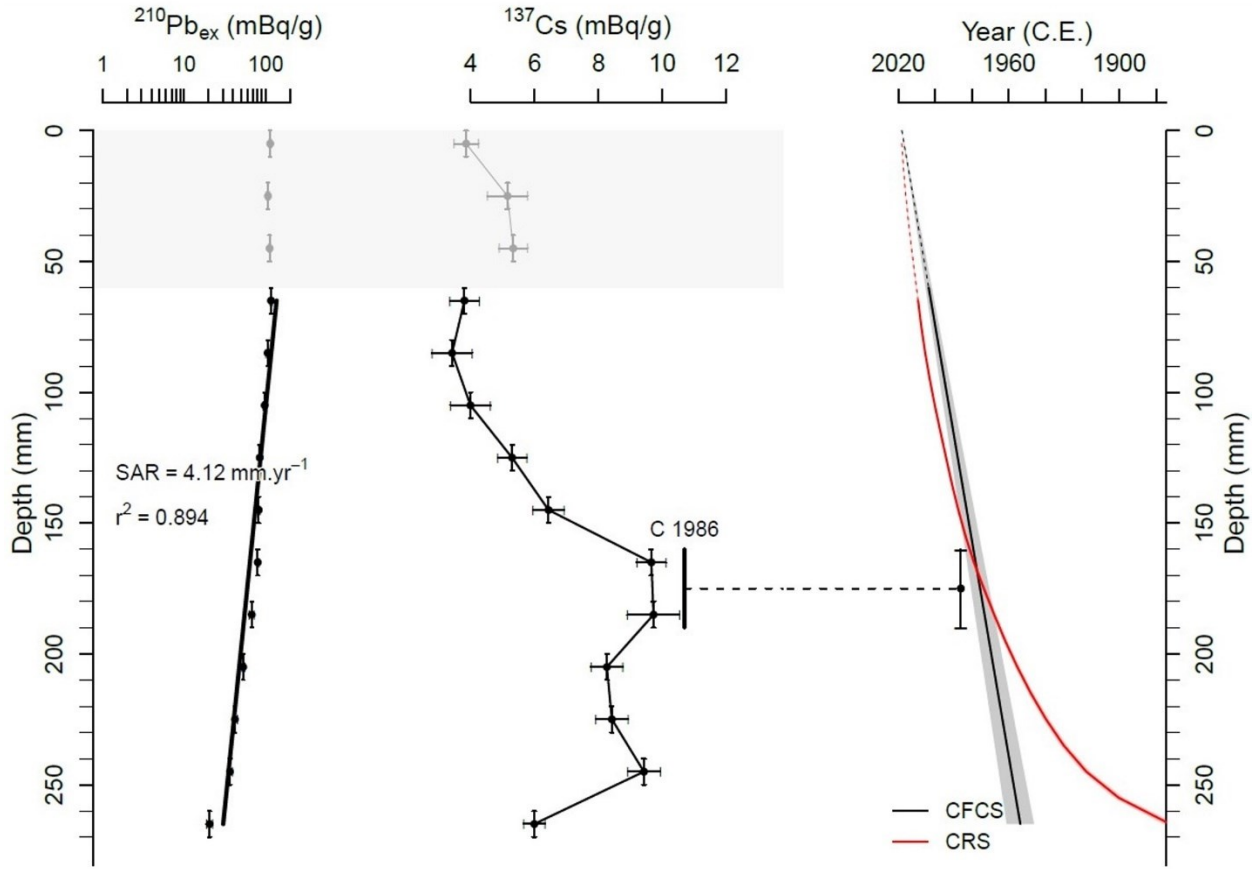 ²¹⁰Pbₑₓ (mBq/g)
¹³⁷Cs (mBq/g)
Year (C.E.)
1 10 100
4 6 8 10 12
2020 1960 1900
0
50
100
150
200
250
Depth (mm)
SAR = 4.12 mm.yr⁻¹
r² = 0.894
C 1986
CFCS
CRS
0
50
100
150
200
250
Depth (mm)